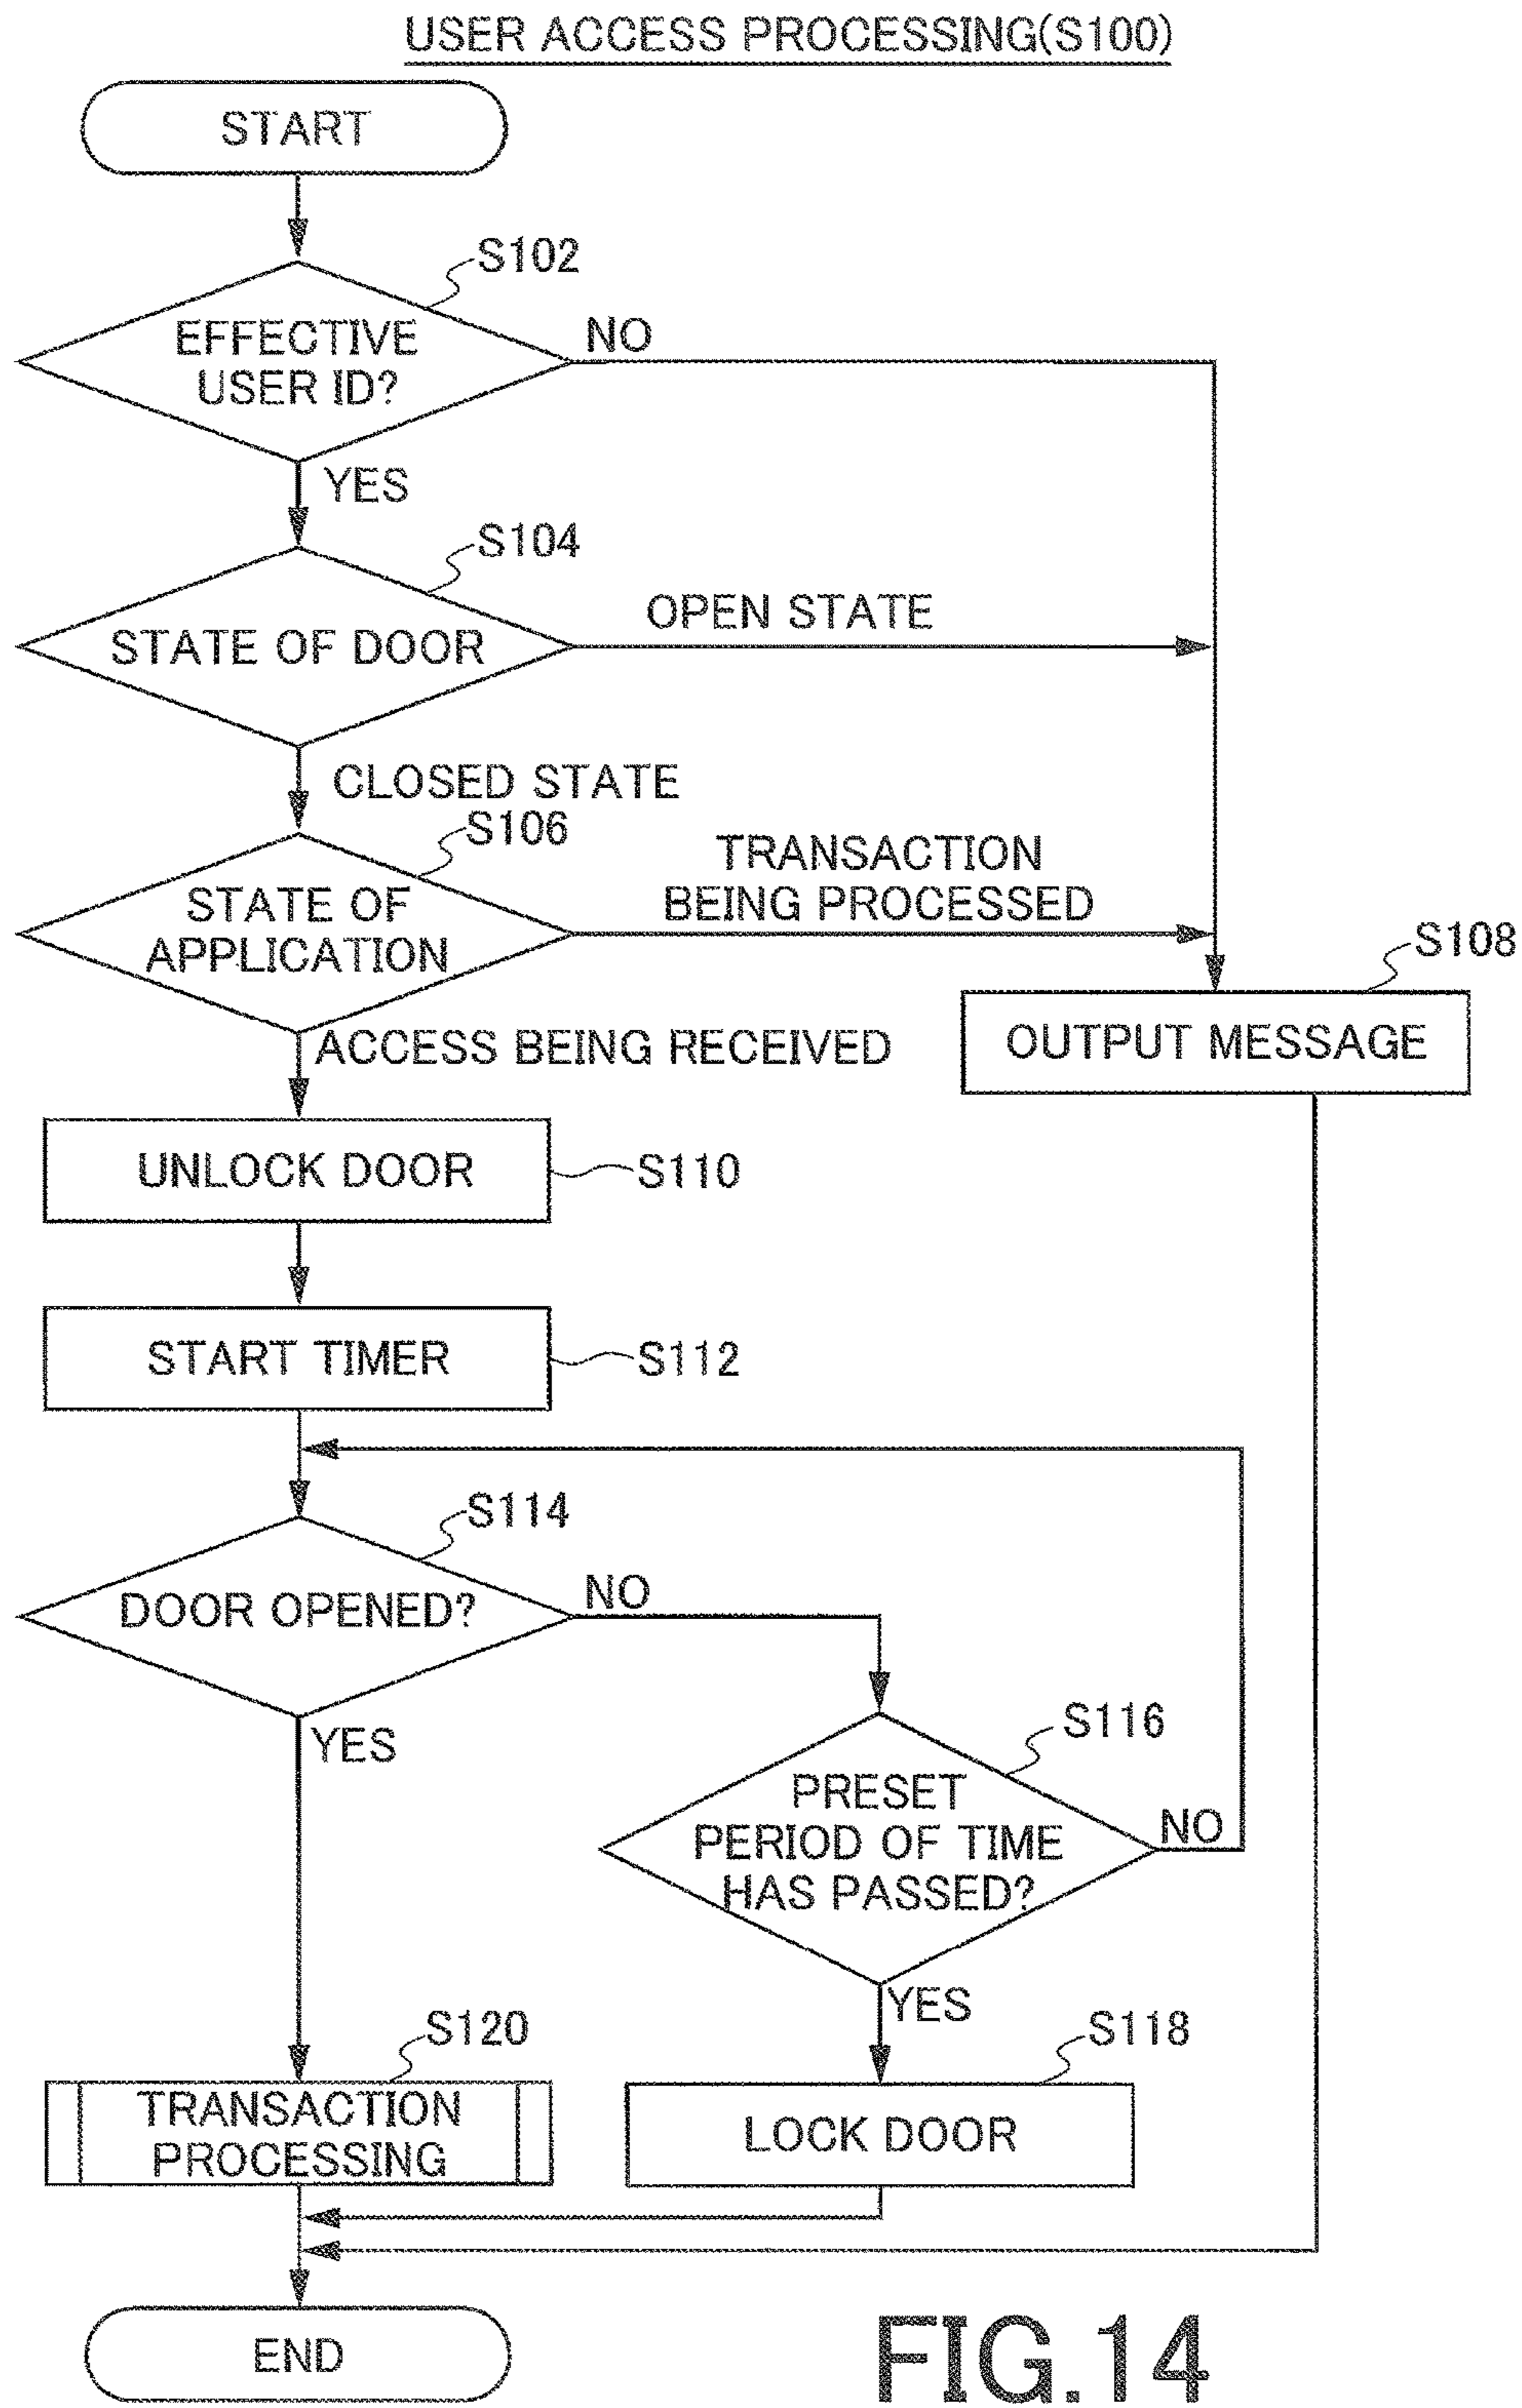 USER ACCESS PROCESSING(S100)
START
S102
EFFECTIVE
USER ID?
NO
YES
S104
STATE OF DOOR
OPEN STATE
CLOSED STATE
S106
STATE OF
APPLICATION
TRANSACTION
BEING PROCESSED
S108
OUTPUT MESSAGE
ACCESS BEING RECEIVED
UNLOCK DOOR
S110
START TIMER
S112
S114
DOOR OPENED?
NO
YES
S116
PRESET
PERIOD OF TIME
HAS PASSED?
NO
YES
S120
TRANSACTION
PROCESSING
S118
LOCK DOOR
END
FIG.14